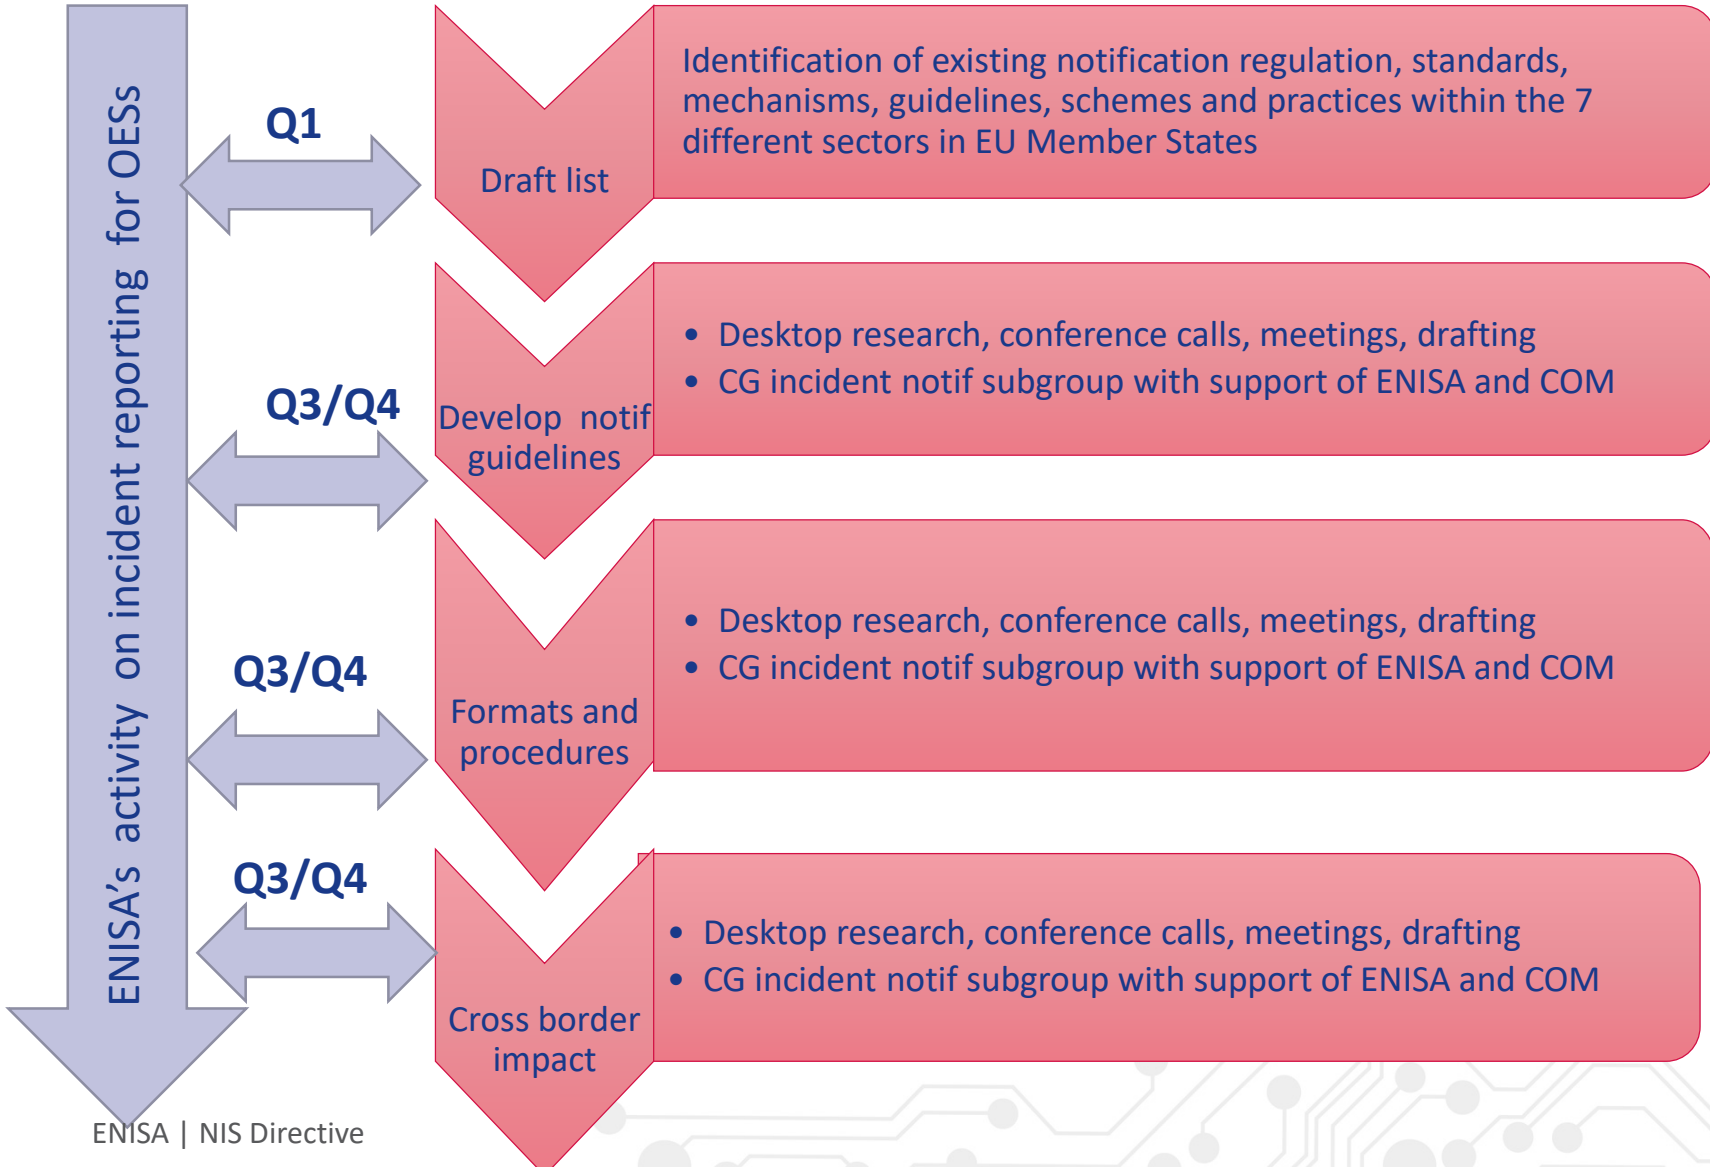 ENISA's activity on incident reporting for OESs
Q1
Draft list
Identification of existing notification regulation, standards,
mechanisms, guidelines, schemes and practices within the 7
different sectors in EU Member States
Q3/Q4
Develop notif
guidelines
• Desktop research, conference calls, meetings, drafting
• CG incident notif subgroup with support of ENISA and COM
Q3/Q4
Formats and
procedures
• Desktop research, conference calls, meetings, drafting
• CG incident notif subgroup with support of ENISA and COM
Q3/Q4
Cross border
impact
• Desktop research, conference calls, meetings, drafting
• CG incident notif subgroup with support of ENISA and COM
ENISA | NIS Directive